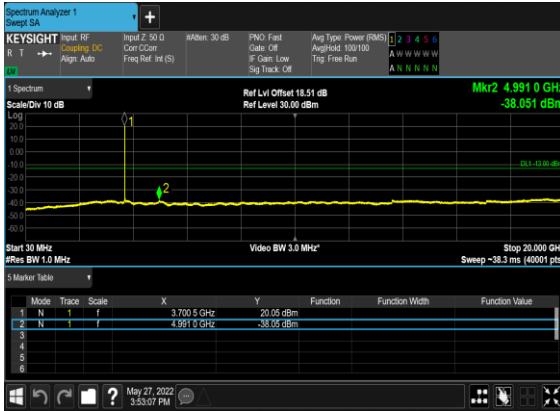 Spectrum Analyzer 1
Swept SA
+
KEYSIGHT
R T
LV
Input: RF
Coupling: DC
Align: Auto
Input Z: 50 Ω
Corr CCorr
Freq Ref: Int (S)
#Atten: 30 dB
PNO: Fast
Gate: Off
IF Gain: Low
Sig Track: Off
Avg Type: Power (RMS)
Avg|Hold: 100/100
Trig: Free Run
1 2 3 4 5 6
A W W W W W
A N N N N N
1 Spectrum
Scale/Div 10 dB
Ref Lvl Offset 18.51 dB
Ref Level 30.00 dBm
Mkr2 4.991 0 GHz
-38.051 dBm
Log
20.0
10.0
0.00
-10.0
-20.0
-30.0
-40.0
-50.0
-60.0
1
2
DL1 -13.00 dBm
Start 30 MHz
#Res BW 1.0 MHz
Video BW 3.0 MHz*
Stop 20.000 GHz
Sweep ~38.3 ms (40001 pts)
5 Marker Table
Mode Trace Scale X Y Function Function Width Function Value
1 N 1 f 3.700 5 GHz 20.05 dBm
2 N 1 f 4.991 0 GHz -38.05 dBm
3
4
5
6
?
May 27, 2022
3:53:07 PM